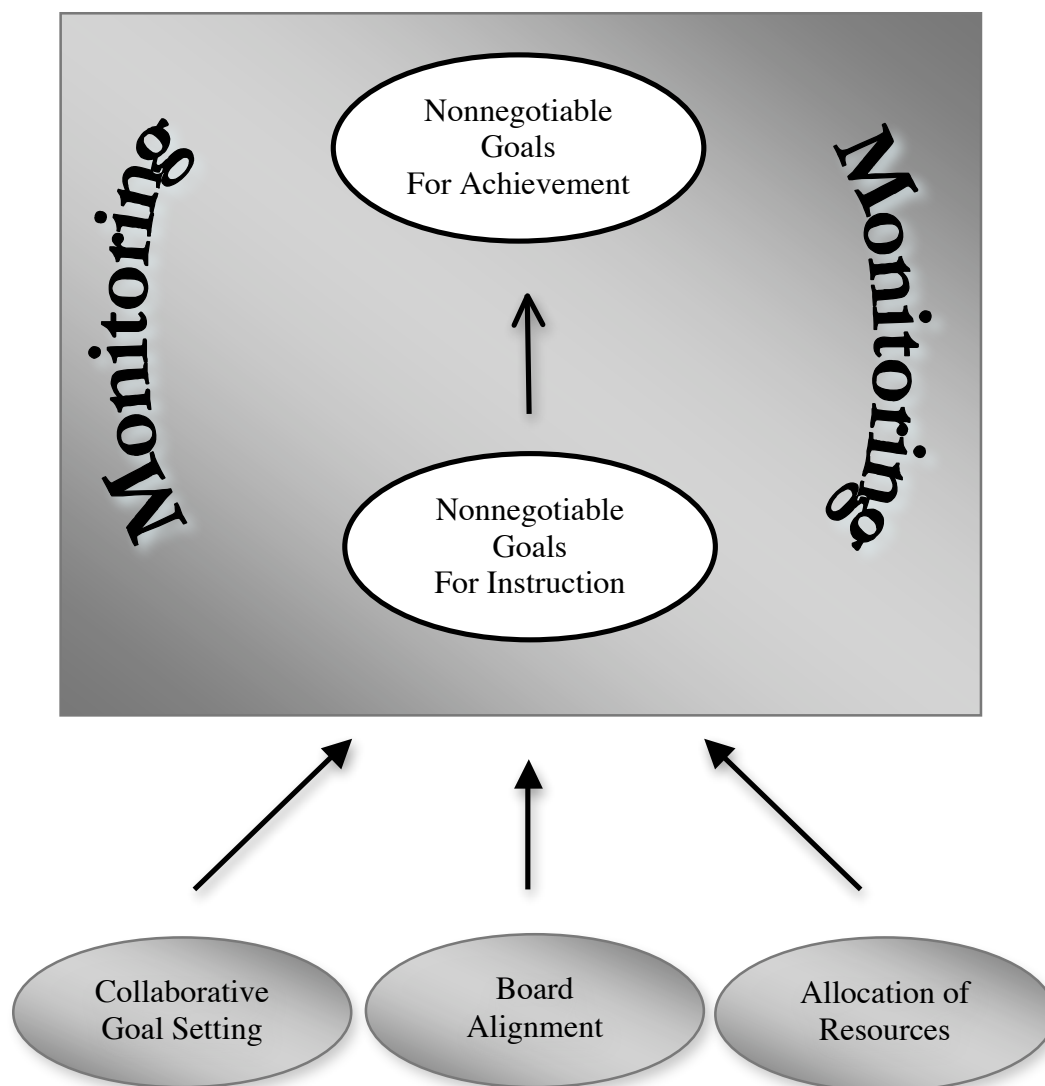 Nonnegotiable
Goals
For Achievement
Monitoring
Monitoring
Nonnegotiable
Goals
For Instruction
Collaborative
Goal Setting
Board
Alignment
Allocation of
Resources